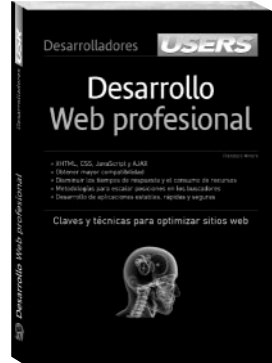 Desarrolladores USERS
Desarrollo
Web profesional
» XHTML, CSS, JavaScript y AJAX
» Obtener mayor compatibilidad
» Disminuir los tiempos de respuesta y el consumo de recursos
» Metodologías para escalar posiciones en los buscadores
» Desarrollo de aplicaciones estables, rápidas y seguras
Claves y técnicas para optimizar sitios web
Desarrolladores USERS
Desarrollo Web profesional